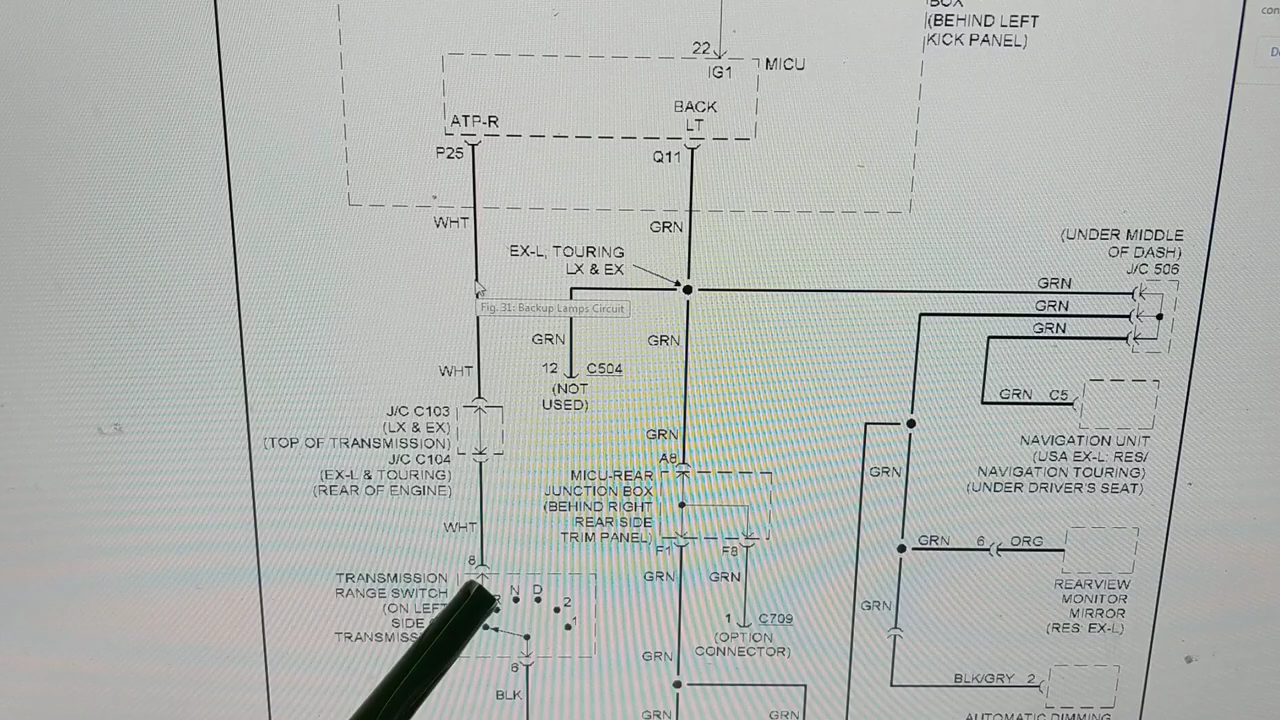 BOX
(BEHIND LEFT
KICK PANEL)
con
22
IG1
MICU
BACK
LT
ATP-R
P25
Q11
WHT
GRN
EX-L, TOURING
LX & EX
(UNDER MIDDLE
OF DASH)
J/C 506
GRN
GRN
GRN
Fig. 31: Backup Lamps Circuit
GRN
GRN
12
C504
(NOT
USED)
WHT
GRN C5
J/C C103
(LX & EX)
(TOP OF TRANSMISSION)
J/C C104
(EX-L & TOURING)
(REAR OF ENGINE)
GRN
A8
MICU-REAR
JUNCTION BOX
(BEHIND RIGHT
REAR SIDE
TRIM PANEL)
NAVIGATION UNIT
(USA EX-L: RES/
NAVIGATION TOURING)
(UNDER DRIVER'S SEAT)
GRN
WHT
F1
F8
GRN 6 ORG
8
TRANSMISSION
RANGE SWITCH
(ON LEFT
SIDE
TRANSMISS
R N D
2
1
GRN
GRN
REARVIEW
MONITOR
MIRROR
(RES: EX-L)
GRN
1
C709
(OPTION
CONNECTOR)
6
BLK
GRN
BLK/GRY 2
GRN
GRN
AUTOMATIC DIMMING